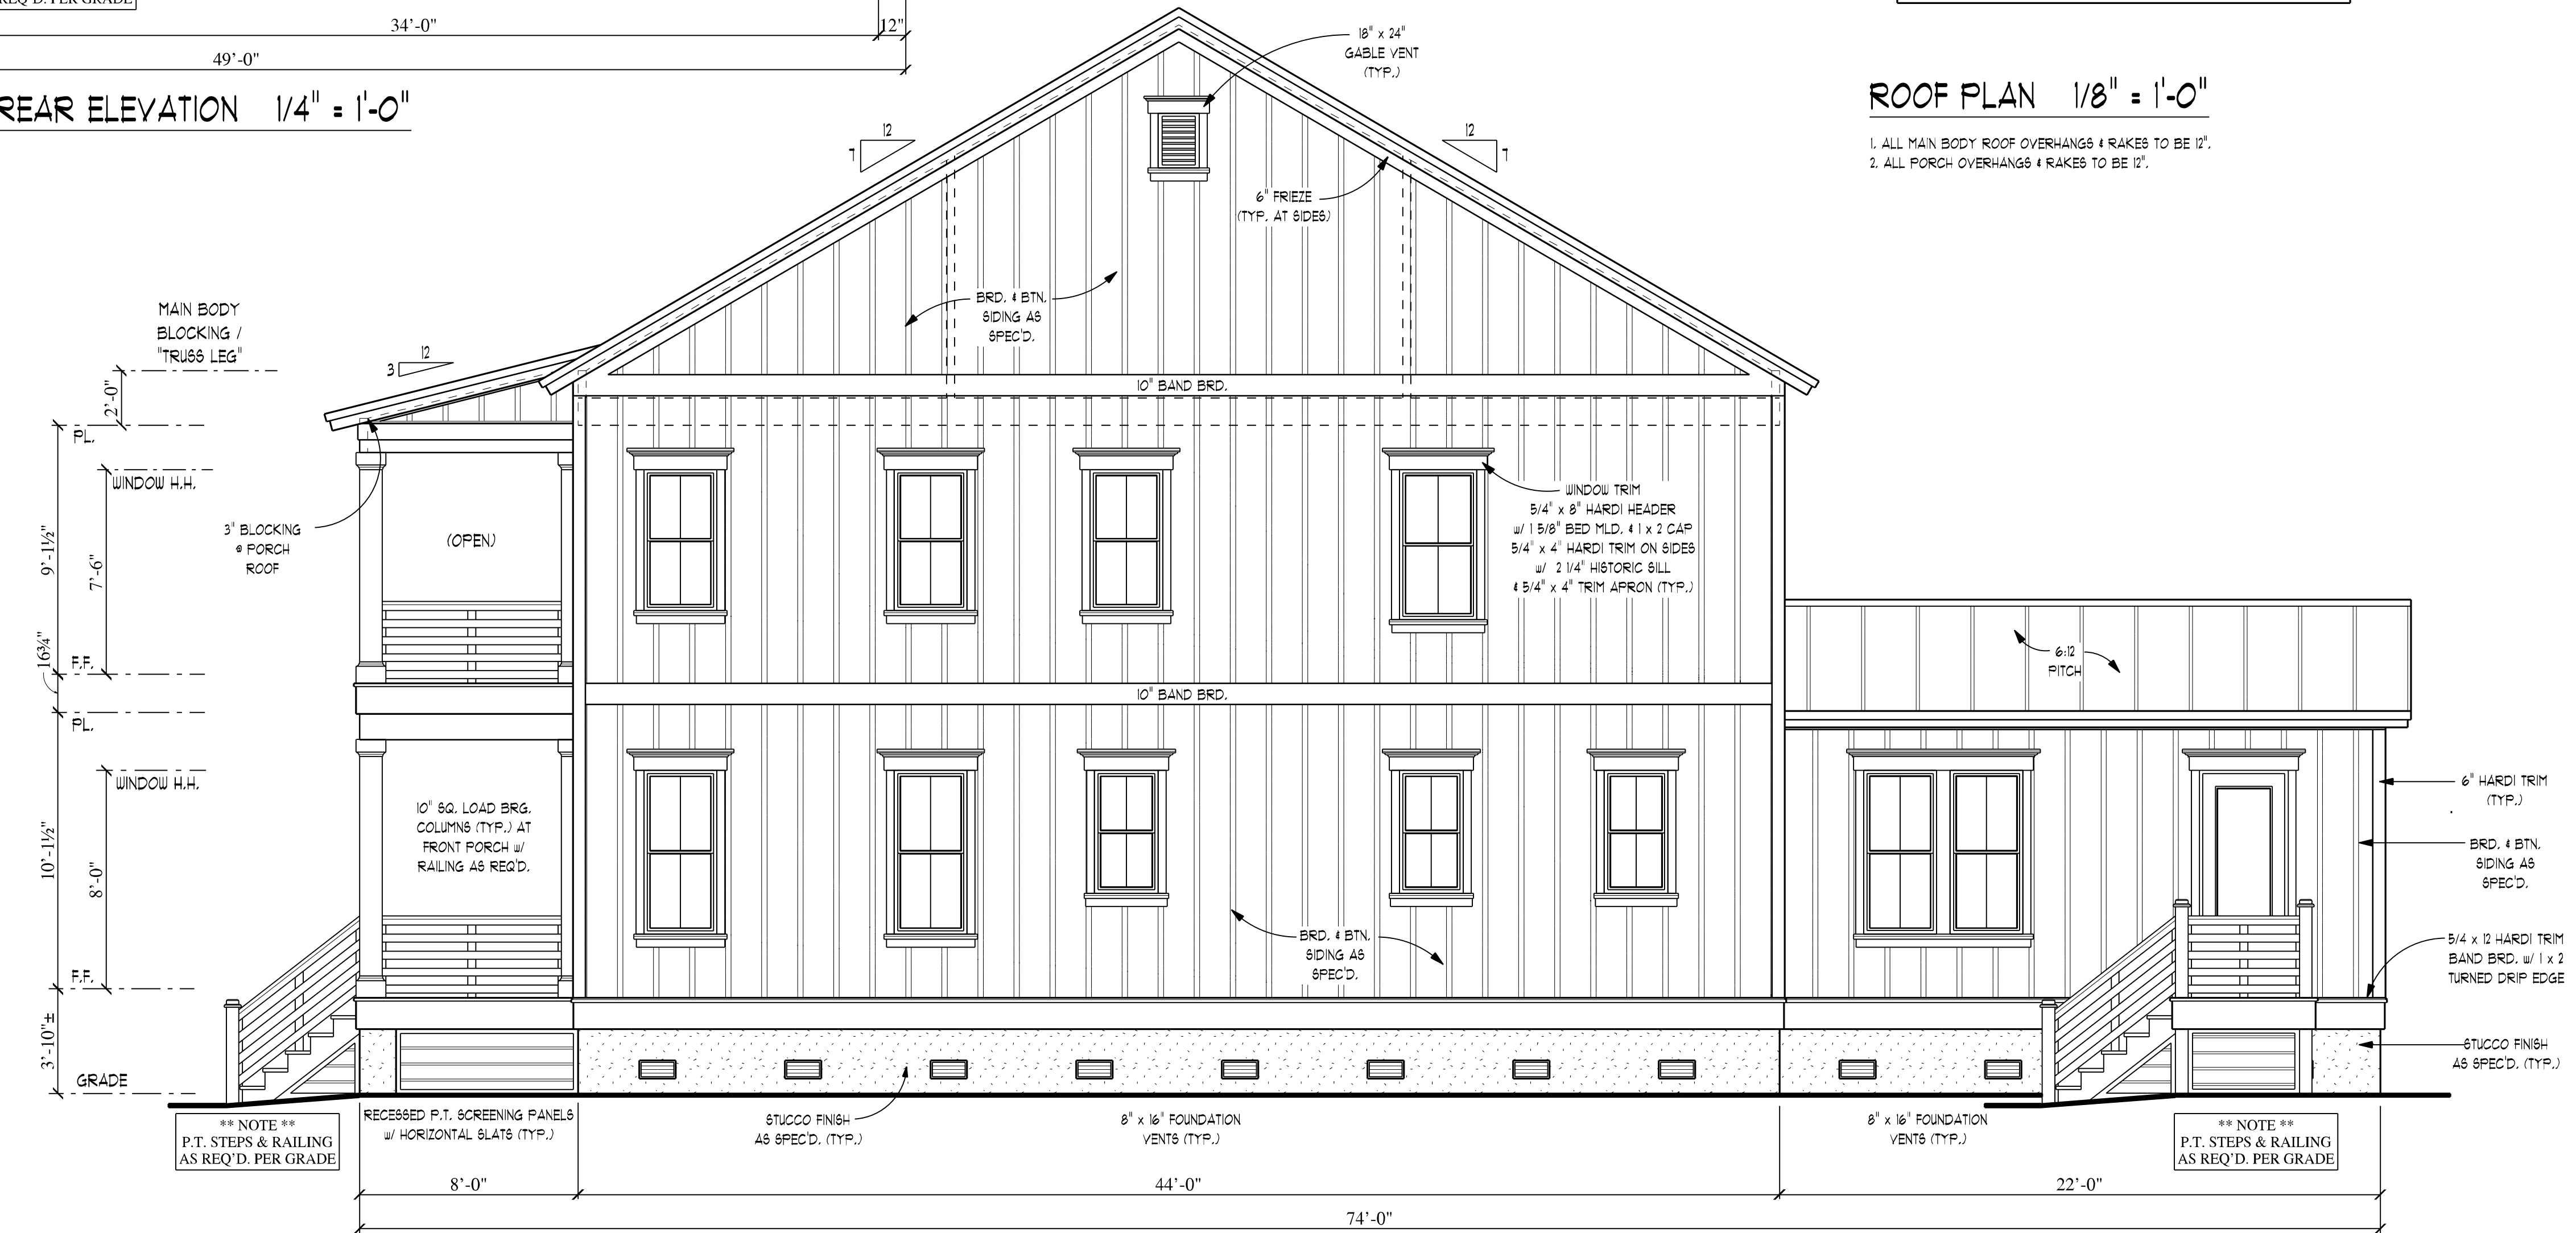 REQ'D. PER GRADE
34'-0"
12"
49'-0"
REAR ELEVATION 1/4" = 1'-0"
18" x 24"
GABLE VENT
(TYP.)
ROOF PLAN 1/8" = 1'-0"
1. ALL MAIN BODY ROOF OVERHANGS & RAKES TO BE 12".
2. ALL PORCH OVERHANGS & RAKES TO BE 12".
12
7
12
7
6" FRIEZE
(TYP. AT SIDES)
BRD. & BTN.
SIDING AS
SPEC'D.
MAIN BODY
BLOCKING /
"TRUSS LEG"
12
3
2'-0"
10" BAND BRD.
PL.
WINDOW H.H.
3" BLOCKING
@ PORCH
ROOF
(OPEN)
9'-1½"
7'-6"
WINDOW TRIM
5/4" x 8" HARDI HEADER
w/ 1 5/8" BED MLD. & 1 x 2 CAP
5/4" x 4" HARDI TRIM ON SIDES
w/ 2 1/4" HISTORIC SILL
& 5/4" x 4" TRIM APRON (TYP.)
16¾"
F.F.
6:12
PITCH
10" BAND BRD.
PL.
WINDOW H.H.
10" SQ. LOAD BRG.
COLUMNS (TYP.) AT
FRONT PORCH w/
RAILING AS REQ'D.
10'-1½"
8'-0"
6" HARDI TRIM
(TYP.)
BRD. & BTN.
SIDING AS
SPEC'D.
BRD. & BTN.
SIDING AS
SPEC'D.
5/4 x 12 HARDI TRIM
BAND BRD. w/ 1 x 2
TURNED DRIP EDGE
F.F.
3'-10"±
GRADE
STUCCO FINISH
AS SPEC'D. (TYP.)
** NOTE **
P.T. STEPS & RAILING
AS REQ'D. PER GRADE
RECESSED P.T. SCREENING PANELS
w/ HORIZONTAL SLATS (TYP.)
STUCCO FINISH
AS SPEC'D. (TYP.)
8" x 16" FOUNDATION
VENTS (TYP.)
8" x 16" FOUNDATION
VENTS (TYP.)
** NOTE **
P.T. STEPS & RAILING
AS REQ'D. PER GRADE
8'-0"
44'-0"
22'-0"
74'-0"